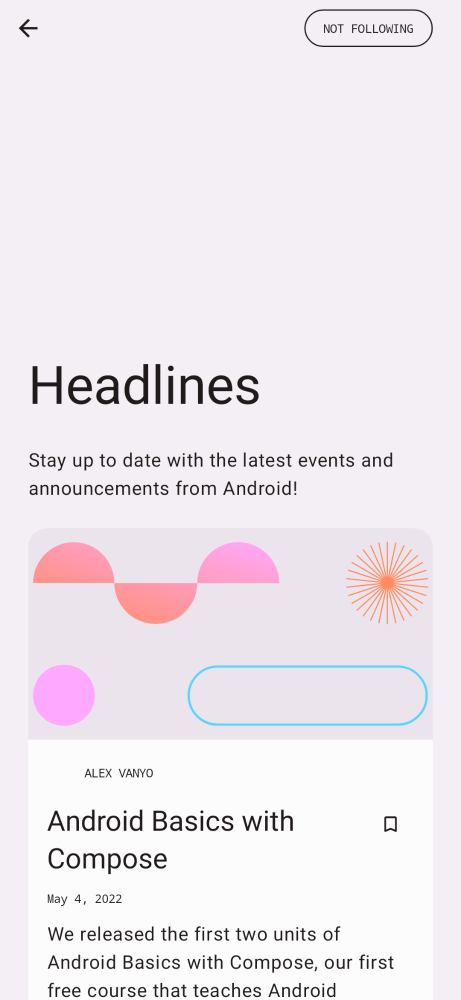 NOT FOLLOWING
Headlines
Stay up to date with the latest events and
announcements from Android!
ALEX VANYO
Android Basics with
Compose
May 4, 2022
We released the first two units of
Android Basics with Compose, our first
free course that teaches Android